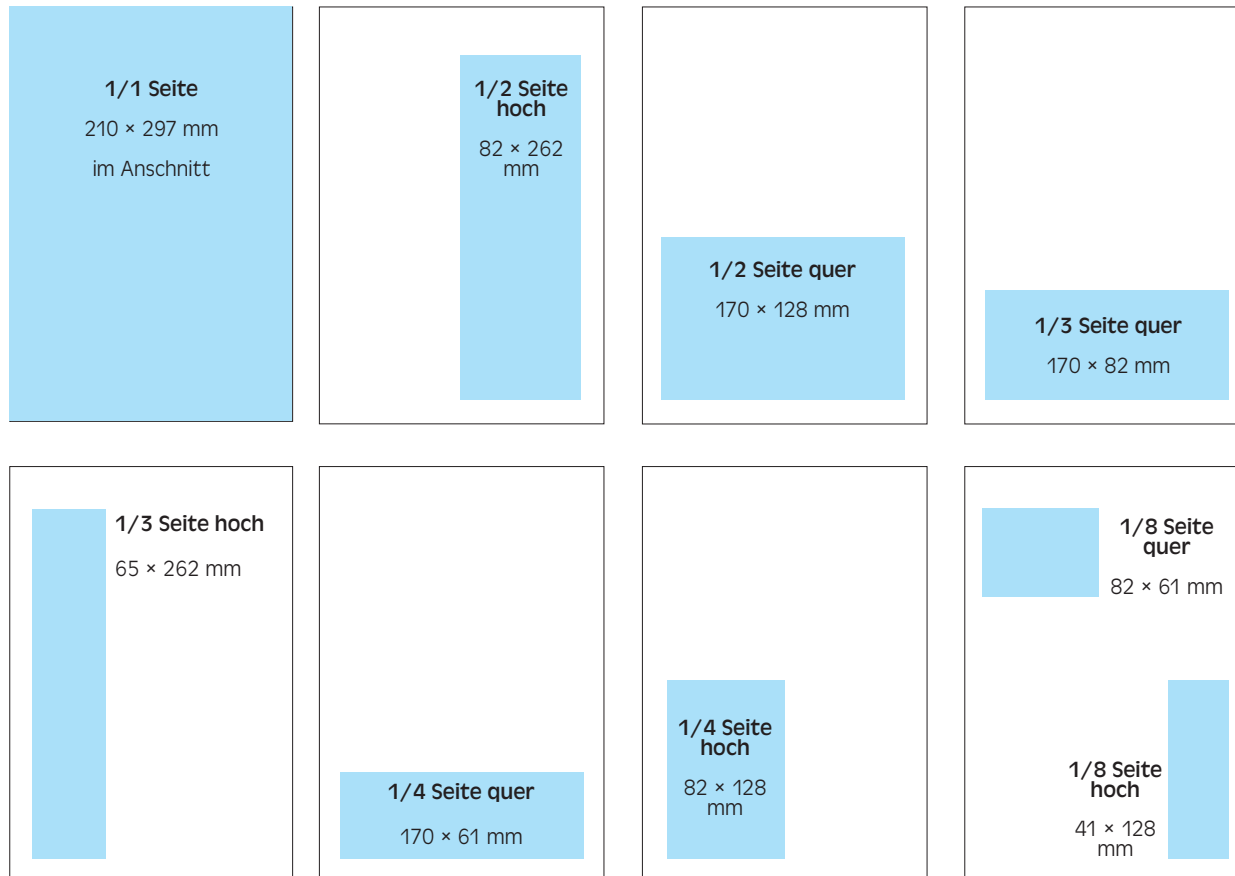 1/1 Seite
210 × 297 mm
im Anschnitt
1/2 Seite
hoch
82 × 262
mm
1/2 Seite quer
170 × 128 mm
1/3 Seite quer
170 × 82 mm
1/3 Seite hoch
65 × 262 mm
1/4 Seite quer
170 × 61 mm
1/4 Seite
hoch
82 × 128
mm
1/8 Seite
quer
82 × 61 mm
1/8 Seite
hoch
41 × 128
mm